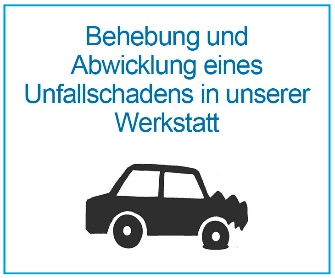 Behebung und
Abwicklung eines
Unfallschadens in unserer
Werkstatt